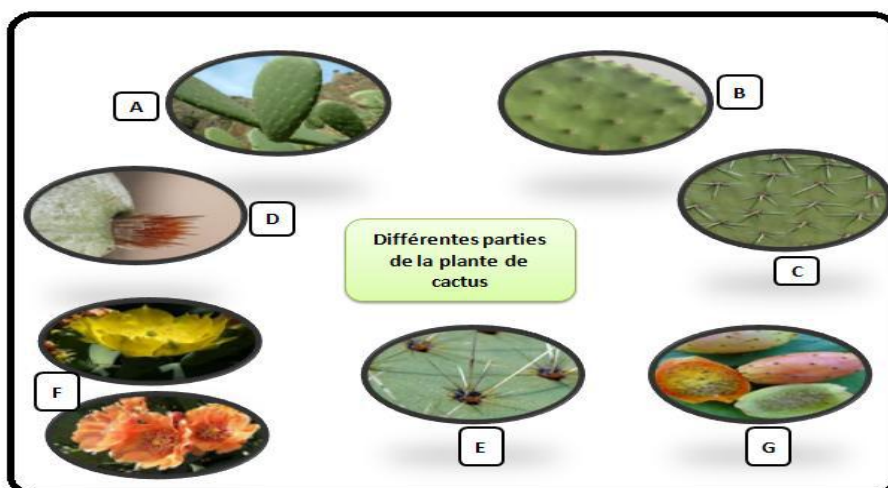 A
B
D
C
Différentes parties
de la plante de
cactus
F
E
G